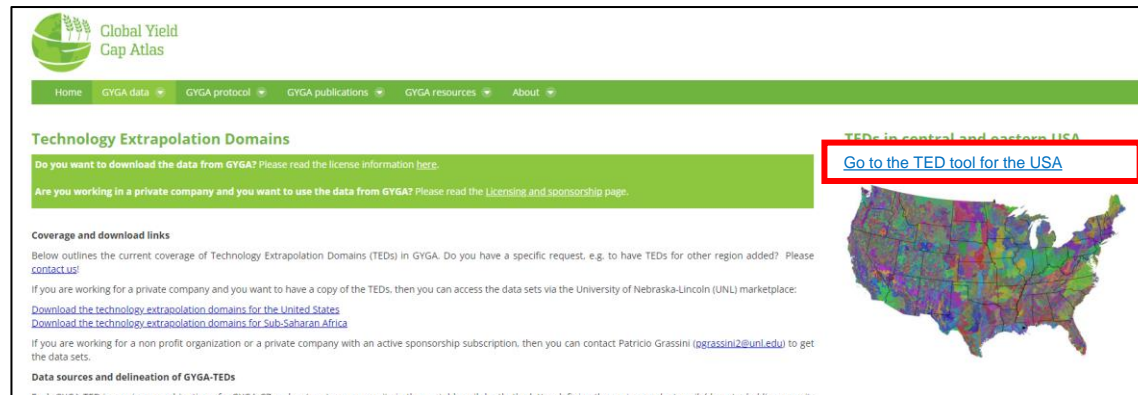 Global Yield
Gap Atlas
Home GYGA data GYGA protocol GYGA publications GYGA resources About
Technology Extrapolation Domains
Do you want to download the data from GYGA? Please read the license information here.
Are you working in a private company and you want to use the data from GYGA? Please read the Licensing and sponsorship page.
Coverage and download links
Below outlines the current coverage of Technology Extrapolation Domains (TEDs) in GYGA. Do you have a specific request, e.g. to have TEDs for other region added? Please
contact us!
If you are working for a private company and you want to have a copy of the TEDs, then you can access the data sets via the University of Nebraska-Lincoln (UNL) marketplace:
Download the technology extrapolation domains for the United States
Download the technology extrapolation domains for Sub-Saharan Africa
If you are working for a non profit organization or a private company with an active sponsorship subscription, then you can contact Patricio Grassini (pgrassini2@unl.edu) to get
the data sets.
Data sources and delineation of GYGA-TEDs
TEDs in central and eastern USA
Go to the TED tool for the USA